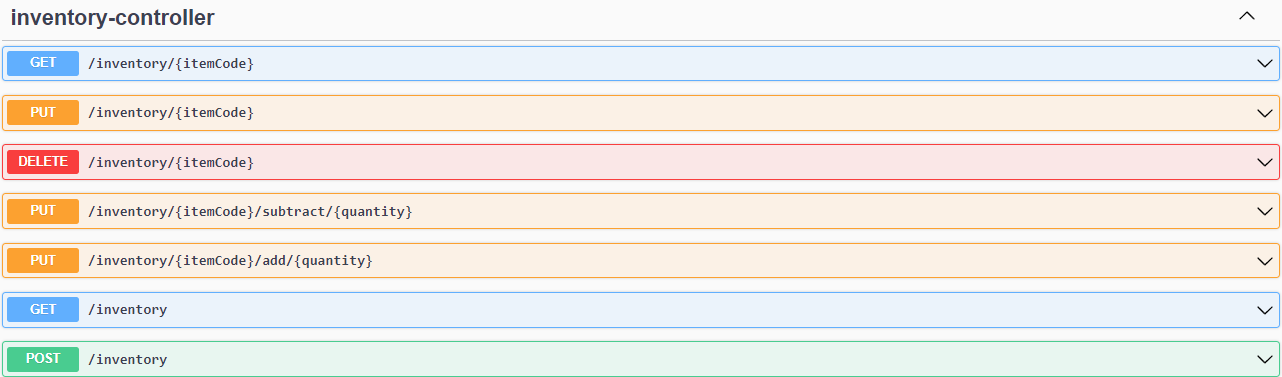 inventory-controller
GET /inventory/{itemCode}
PUT /inventory/{itemCode}
DELETE /inventory/{itemCode}
PUT /inventory/{itemCode}/subtract/{quantity}
PUT /inventory/{itemCode}/add/{quantity}
GET /inventory
POST /inventory